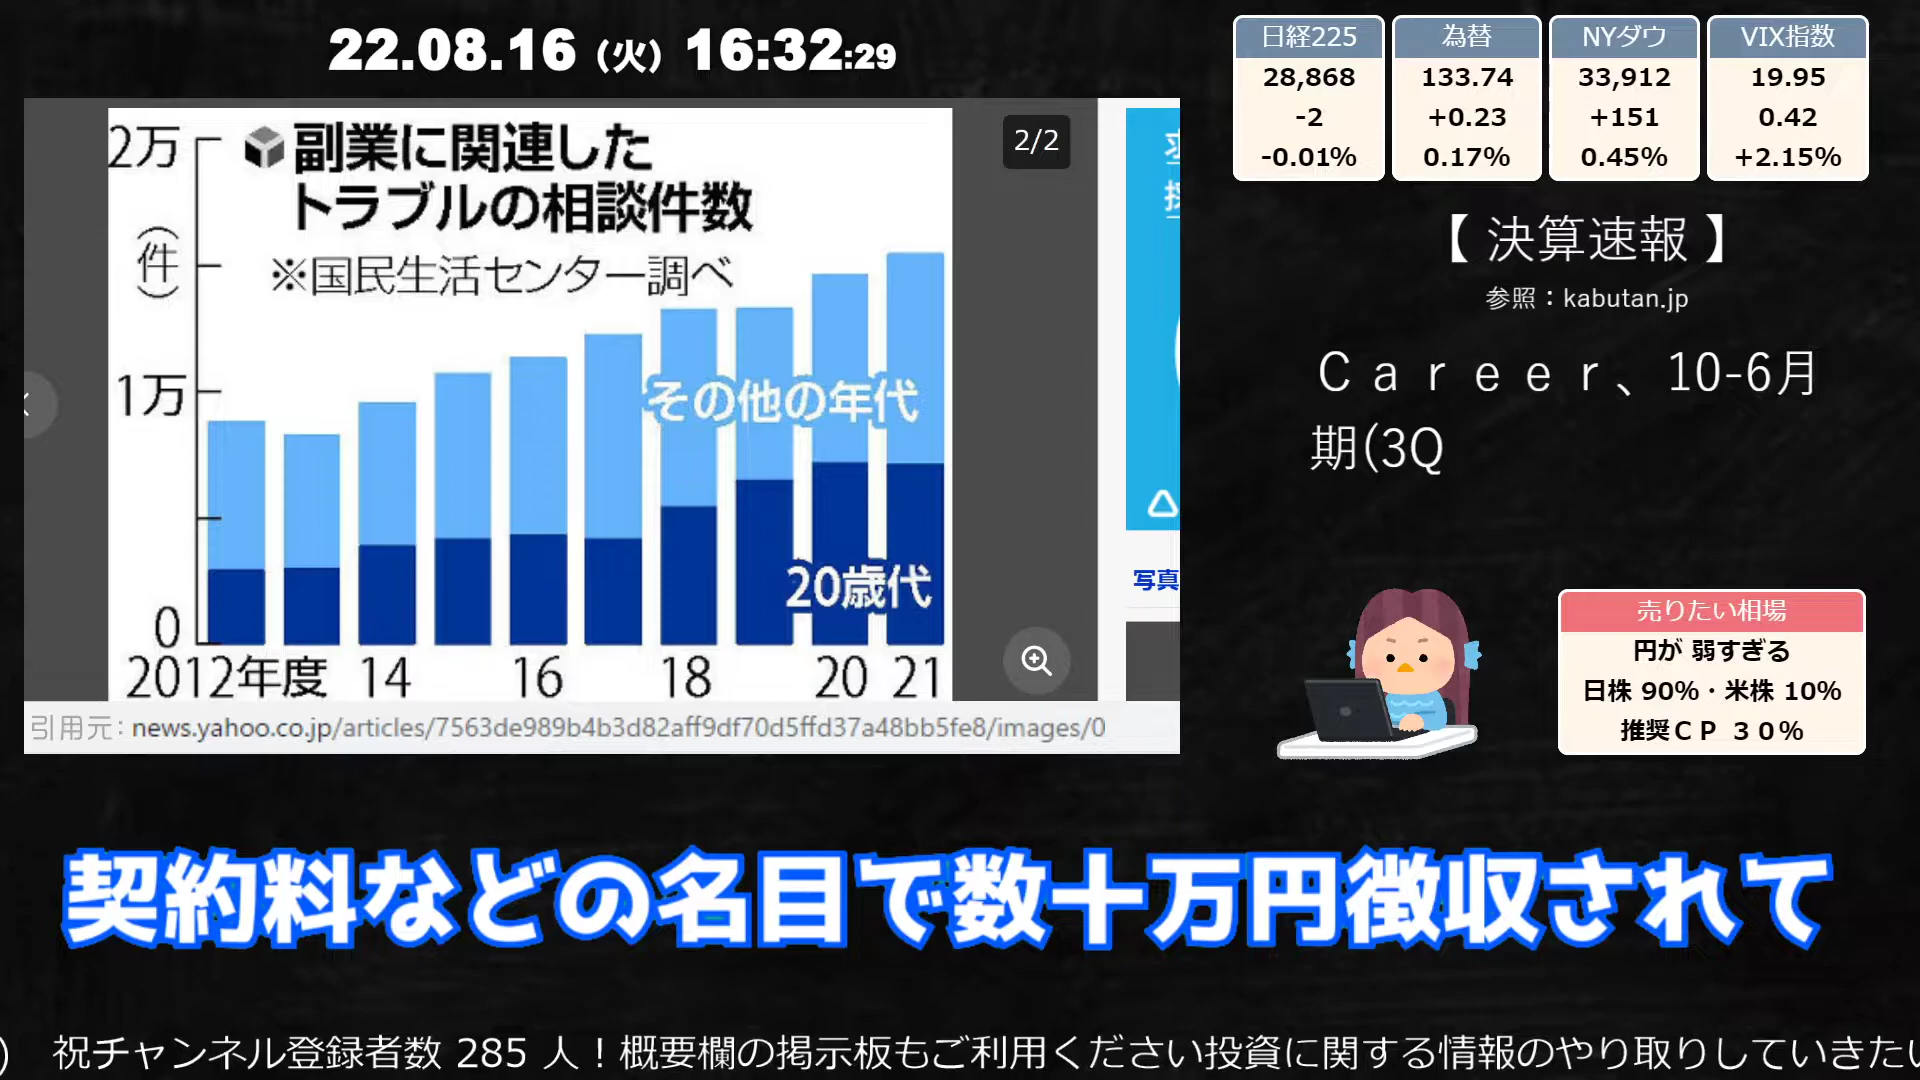 22.08.16（火）16:32:29
日経225
28,868
-2
-0.01%
為替
133.74
+0.23
0.17%
NYダウ
33,912
+151
0.45%
VIX指数
19.95
0.42
+2.15%
副業に関連した
トラブルの相談件数
※国民生活センター調べ
2万
（件）
1万
0
その他の年代
20歳代
2012年度 14 16 18 20 21
2/2
写真
引用元：news.yahoo.co.jp/articles/7563de989b4b3d82aff9df70d5ffd37a48bb5fe8/images/0
【 決算速報 】
参照：kabutan.jp
Ｃａｒｅｅｒ、10-6月
期(3Q
売りたい相場
円が 弱すぎる
日株 90%・米株 10%
推奨ＣＰ ３０％
契約料などの名目で数十万円徴収されて
） 祝チャンネル登録者数 285 人！概要欄の掲示板もご利用ください投資に関する情報のやり取りしていきたい